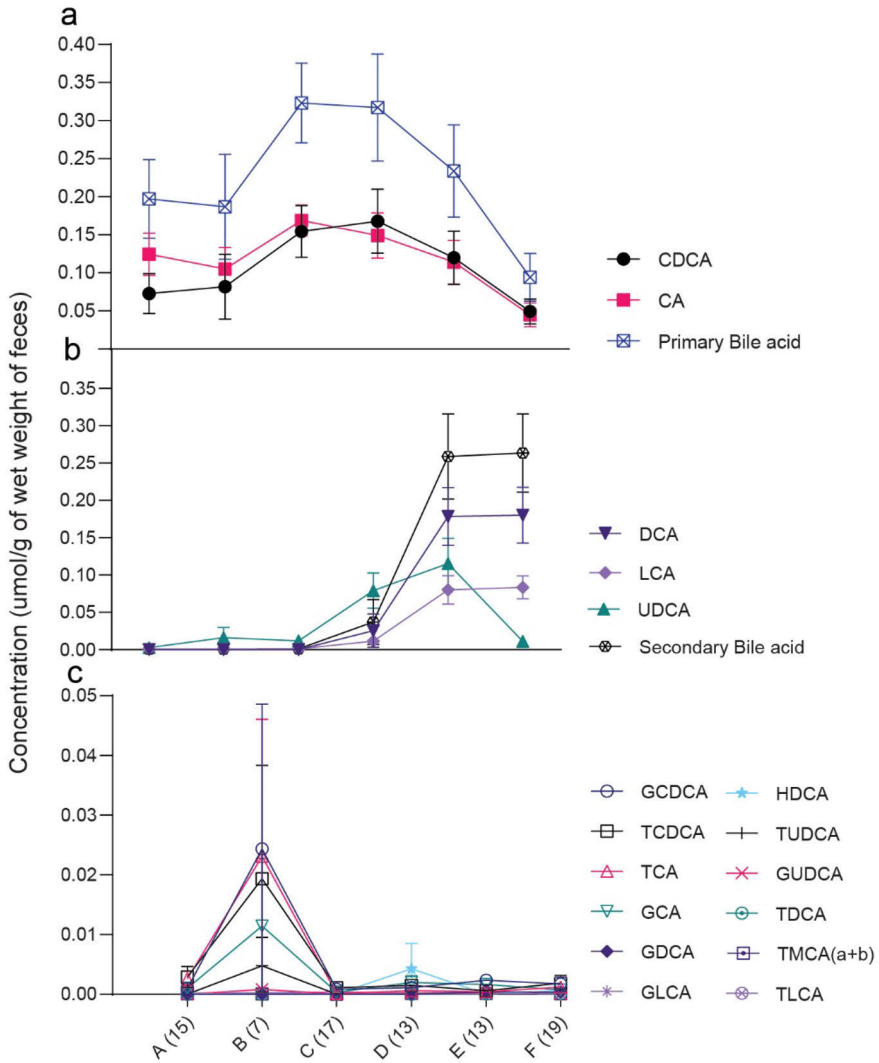 a
0.40
0.35
0.30
0.25
0.20
0.15
0.10
0.05
CDCA
CA
Primary Bile acid
b
0.35
0.30
0.25
0.20
0.15
0.10
0.05
0.00
DCA
LCA
UDCA
Secondary Bile acid
c
0.05
0.04
0.03
0.02
0.01
0.00
GCDCA
HDCA
TCDCA
TUDCA
TCA
GUDCA
GCA
TDCA
GDCA
TMCA(a+b)
GLCA
TLCA
A (15)
B (7)
C (17)
D (13)
E (13)
F (19)
Concentration (umol/g of wet weight of feces)